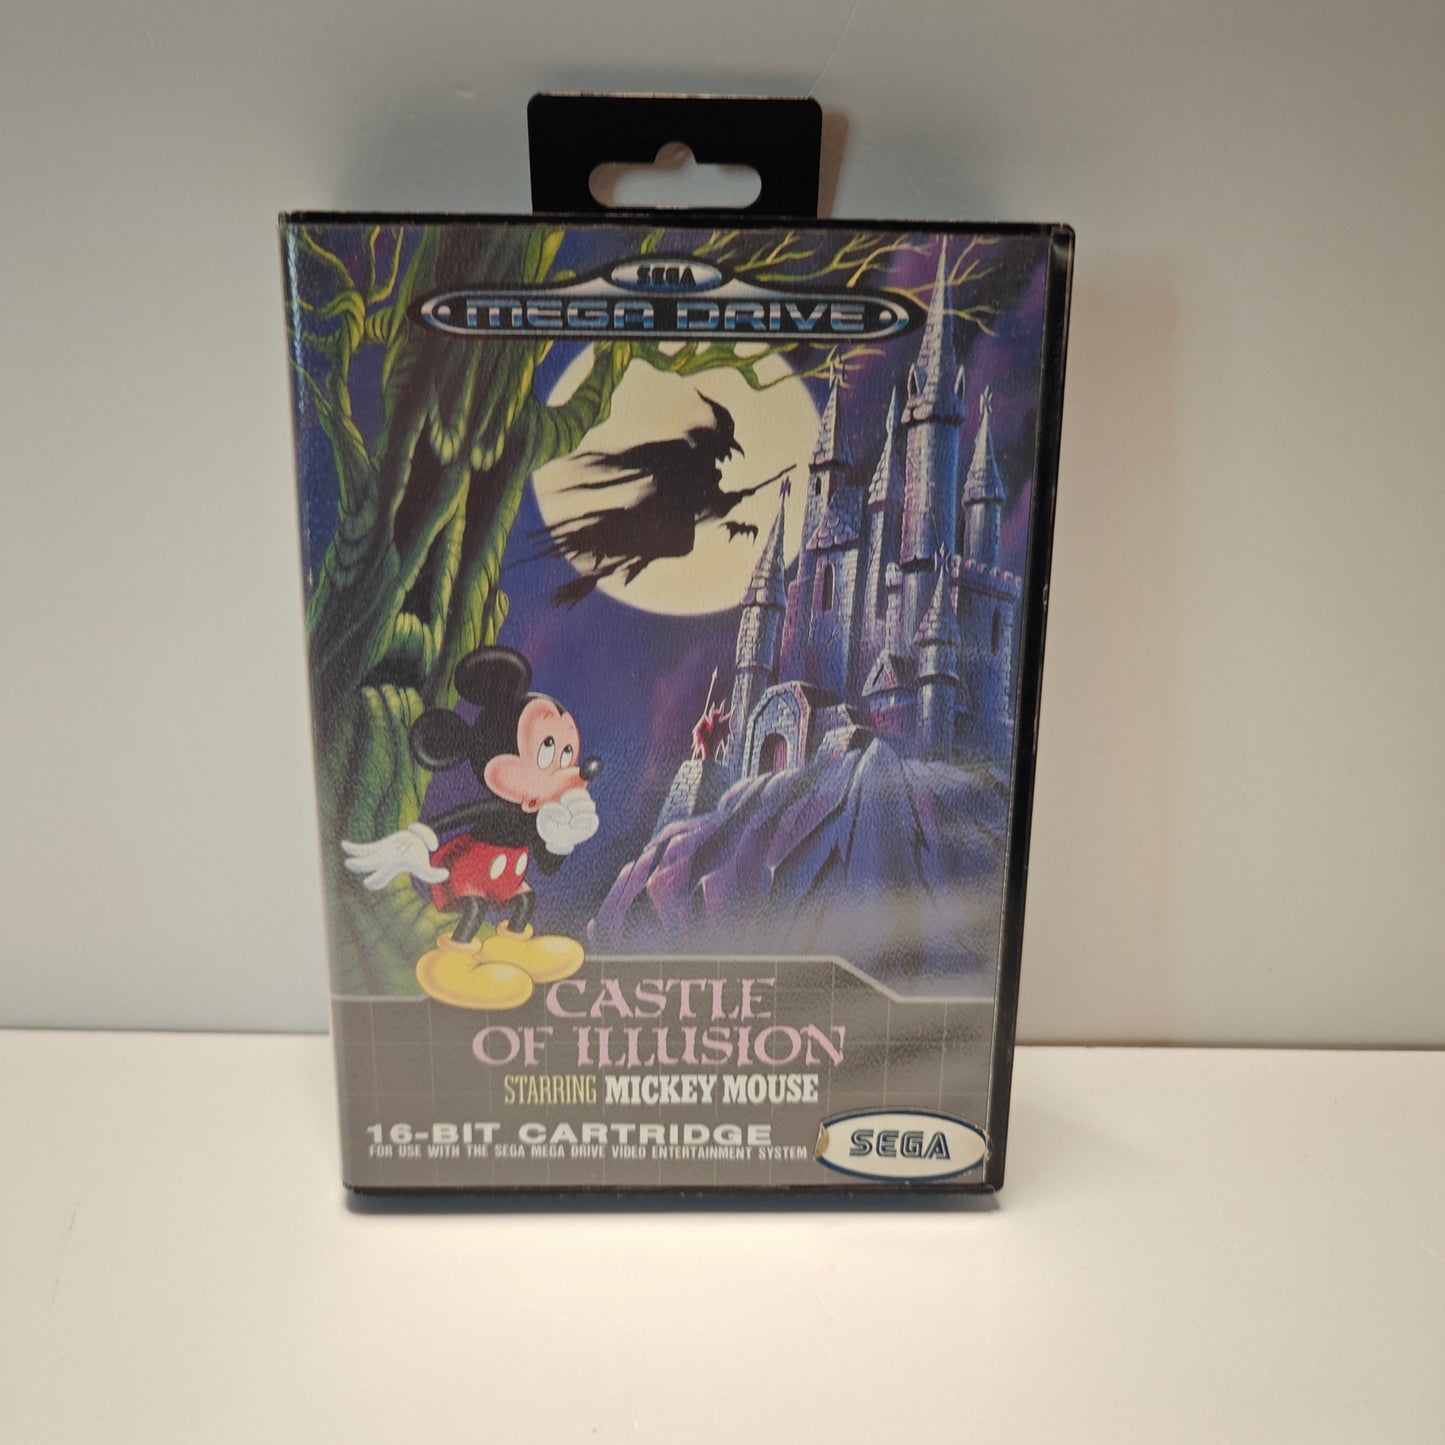 SEGA
MEGA DRIVE
CASTLE
OF ILLUSION
STARRING MICKEY MOUSE
16-BIT CARTRIDGE
FOR USE WITH THE SEGA MEGA DRIVE VIDEO ENTERTAINMENT SYSTEM
SEGA